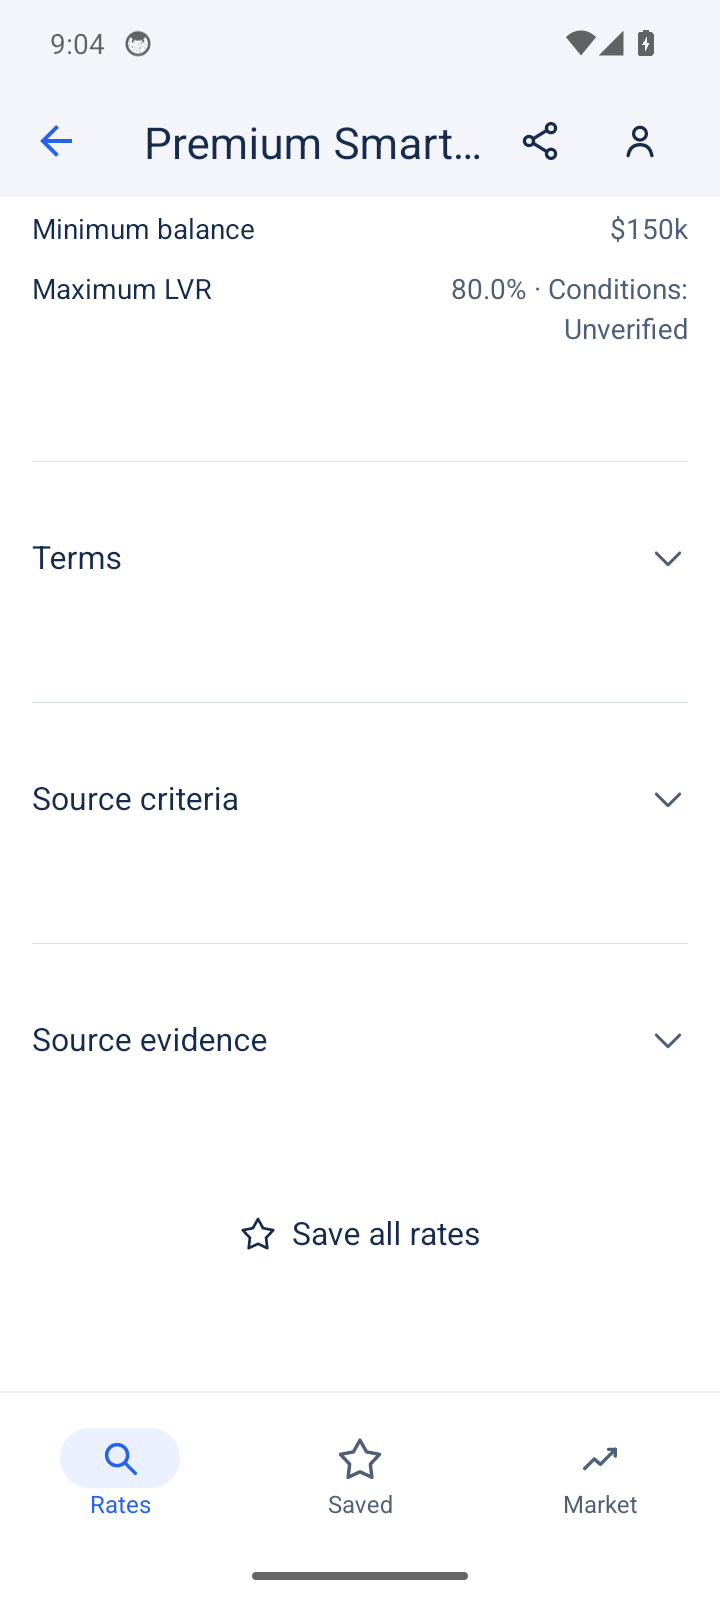 9:04
Premium Smart…
Minimum balance $150k
Maximum LVR 80.0% · Conditions:
Unverified
Terms
Source criteria
Source evidence
Save all rates
Rates Saved Market